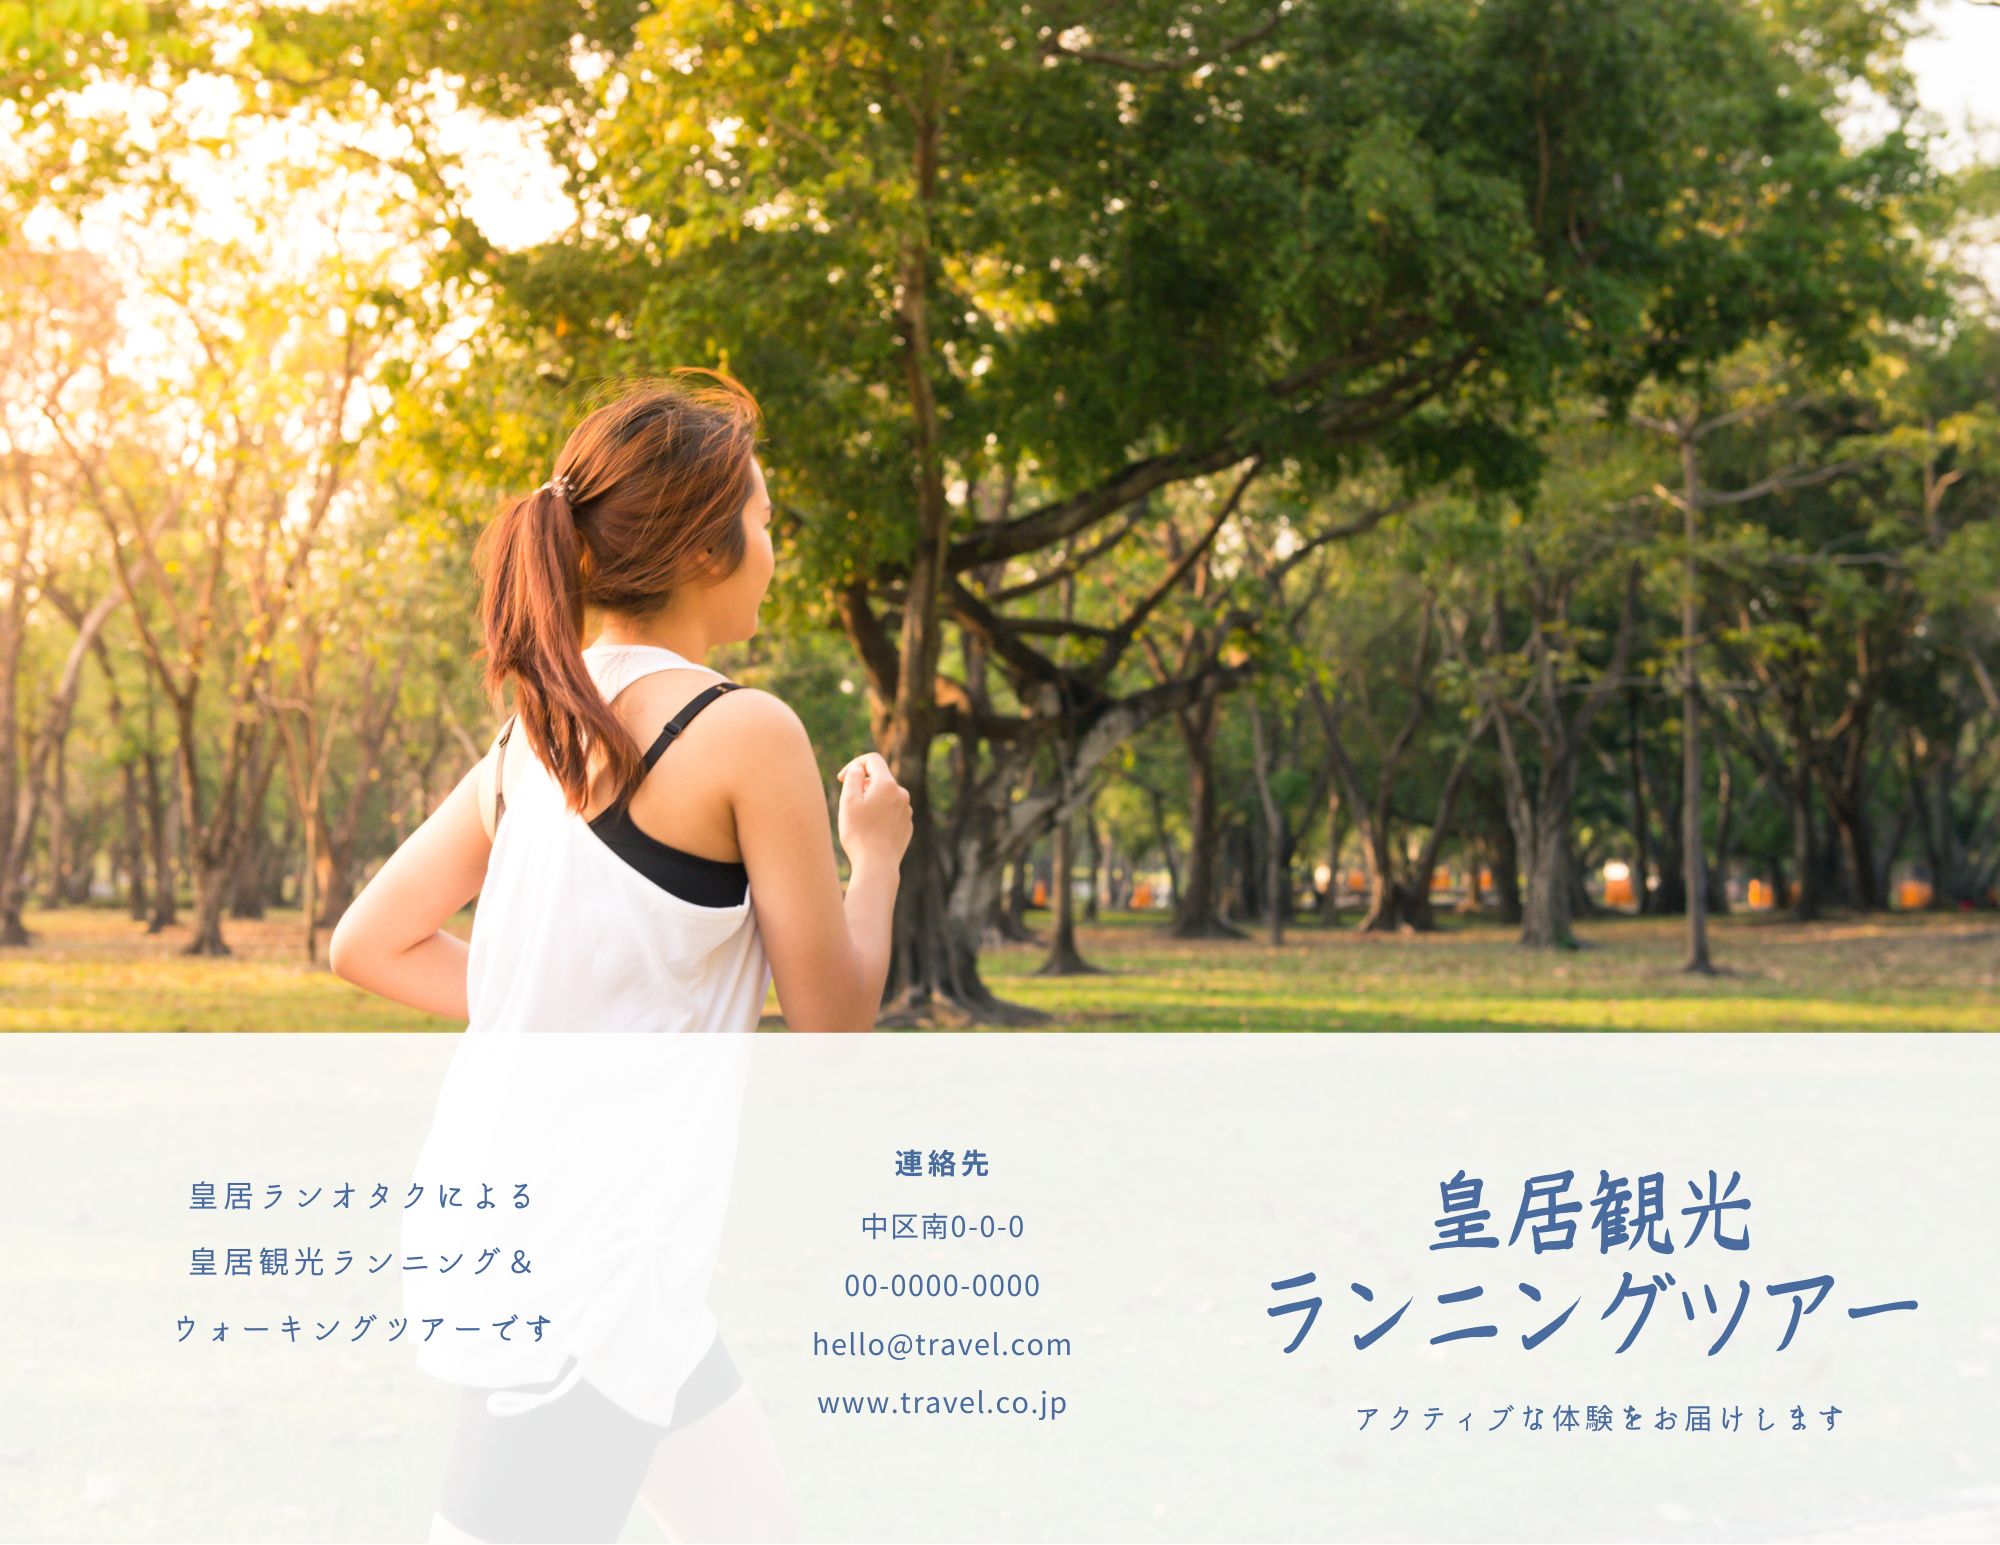 皇居ランオタクによる
皇居観光ランニング＆
ウォーキングツアーです
連絡先
中区南0-0-0
00-0000-0000
hello@travel.com
www.travel.co.jp
皇居観光
ランニングツアー
アクティブな体験をお届けします